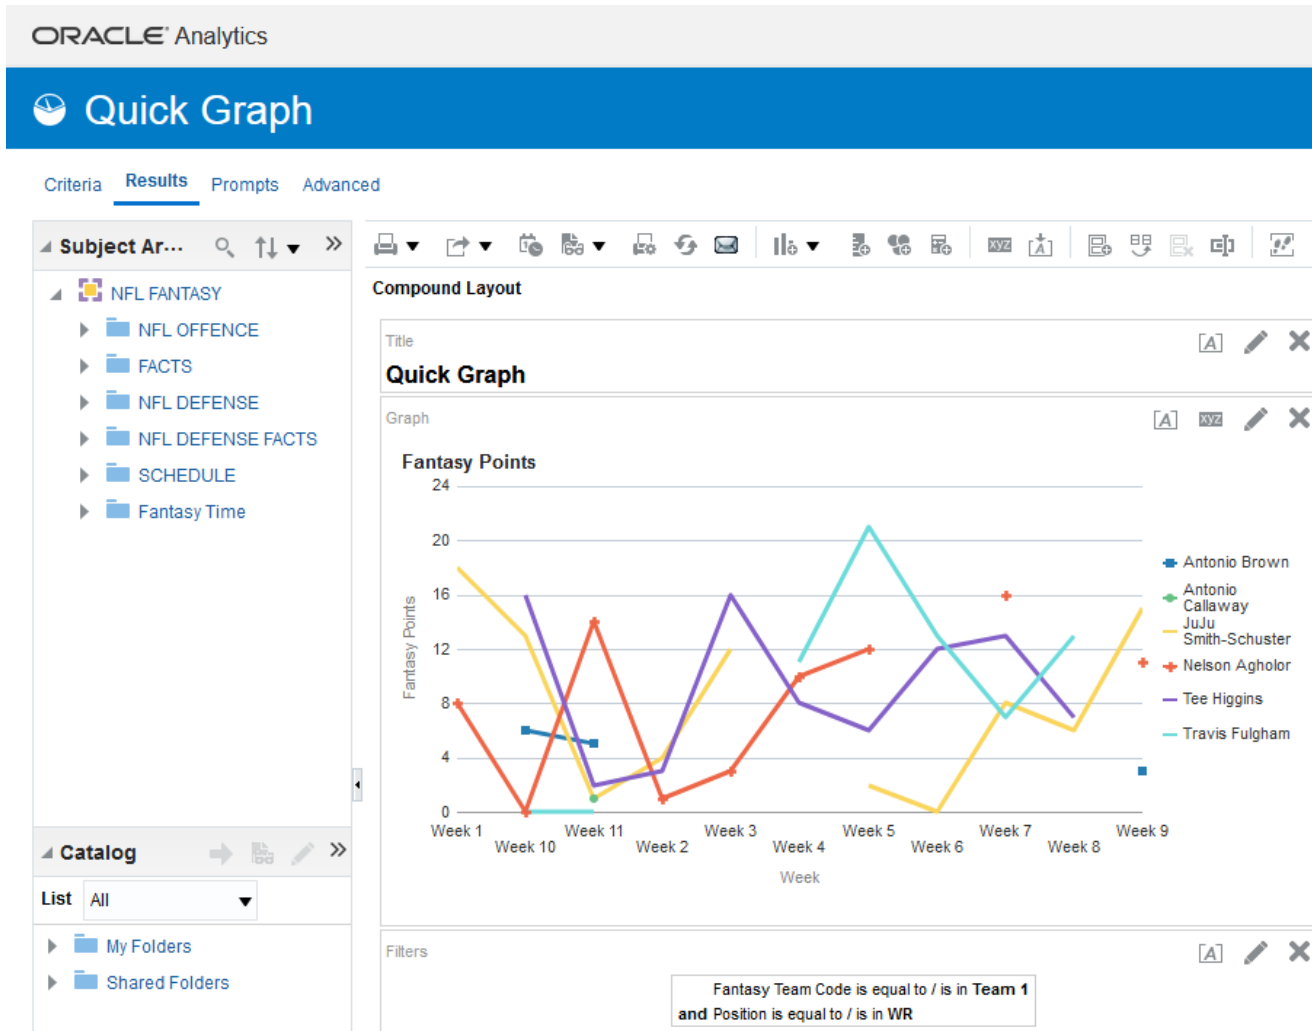 ORACLE Analytics
Quick Graph
Criteria Results Prompts Advanced
Subject Ar...
NFL FANTASY
NFL OFFENCE
FACTS
NFL DEFENSE
NFL DEFENSE FACTS
SCHEDULE
Fantasy Time
Catalog
List All
My Folders
Shared Folders
xyz A
Compound Layout
Title
A
Quick Graph
Graph
A xyz
Fantasy Points
24
20
16
12
8
4
0
Fantasy Points
Week 1 Week 11 Week 3 Week 5 Week 7 Week 9
Week 10 Week 2 Week 4 Week 6 Week 8
Week
Antonio Brown
Antonio
Callaway
JuJu
Smith-Schuster
Nelson Agholor
Tee Higgins
Travis Fulgham
Filters
A
Fantasy Team Code is equal to / is in Team 1
and Position is equal to / is in WR